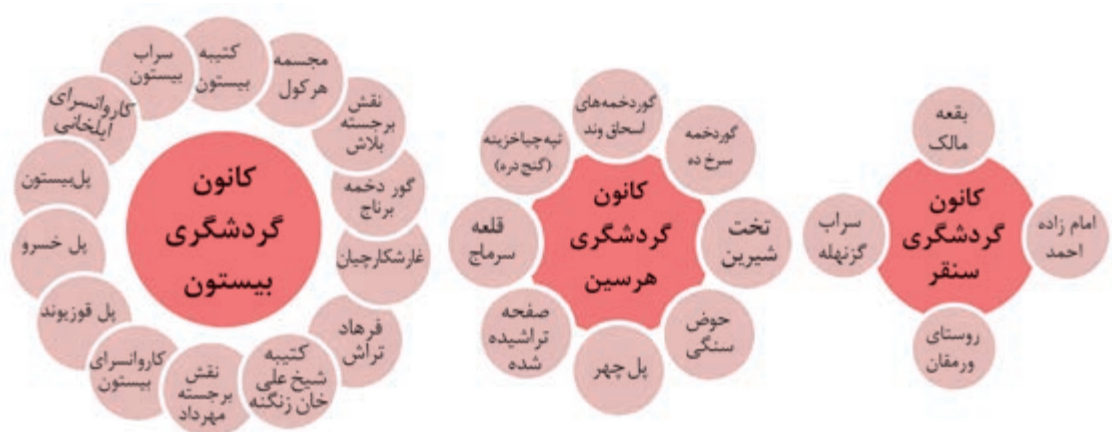 کانون
گردشگری
سنقر
بقعه
مالک
امام زاده
احمد
روستای
ورمقان
سراب
گزنهله
کانون
گردشگری
هرسین
گوردخمه‌های
اسحاق وند
گوردخمه
سرخ ده
تخت
شیرین
حوض
سنگی
پل چهر
صفحه
تراشیده
شده
قلعه
سرماج
تپه‌چیاخزینه
(گنج دره)
کانون
گردشگری
بیستون
کتیبه
بیستون
مجسمه
هرکول
نقش
برجسته
بلاش
گور دخمه
برناج
غارشکارچیان
فرهاد
تراش
کتیبه
شیخ علی
خان زنگنه
نقش
برجسته
مهرداد
کاروانسرای
بیستون
پل قوزیوند
پل خسرو
پل‌بیستون
کاروانسرای
ایلخانی
سراب
بیستون